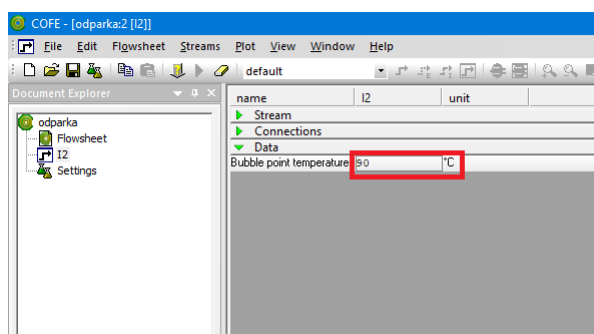 COFE - [odparka:2 [I2]]
File Edit Flowsheet Streams Plot View Window Help
default
Document Explorer
name I2 unit
odparka
Flowsheet
I2
Settings
Stream
Connections
Data
Bubble point temperature 90 °C